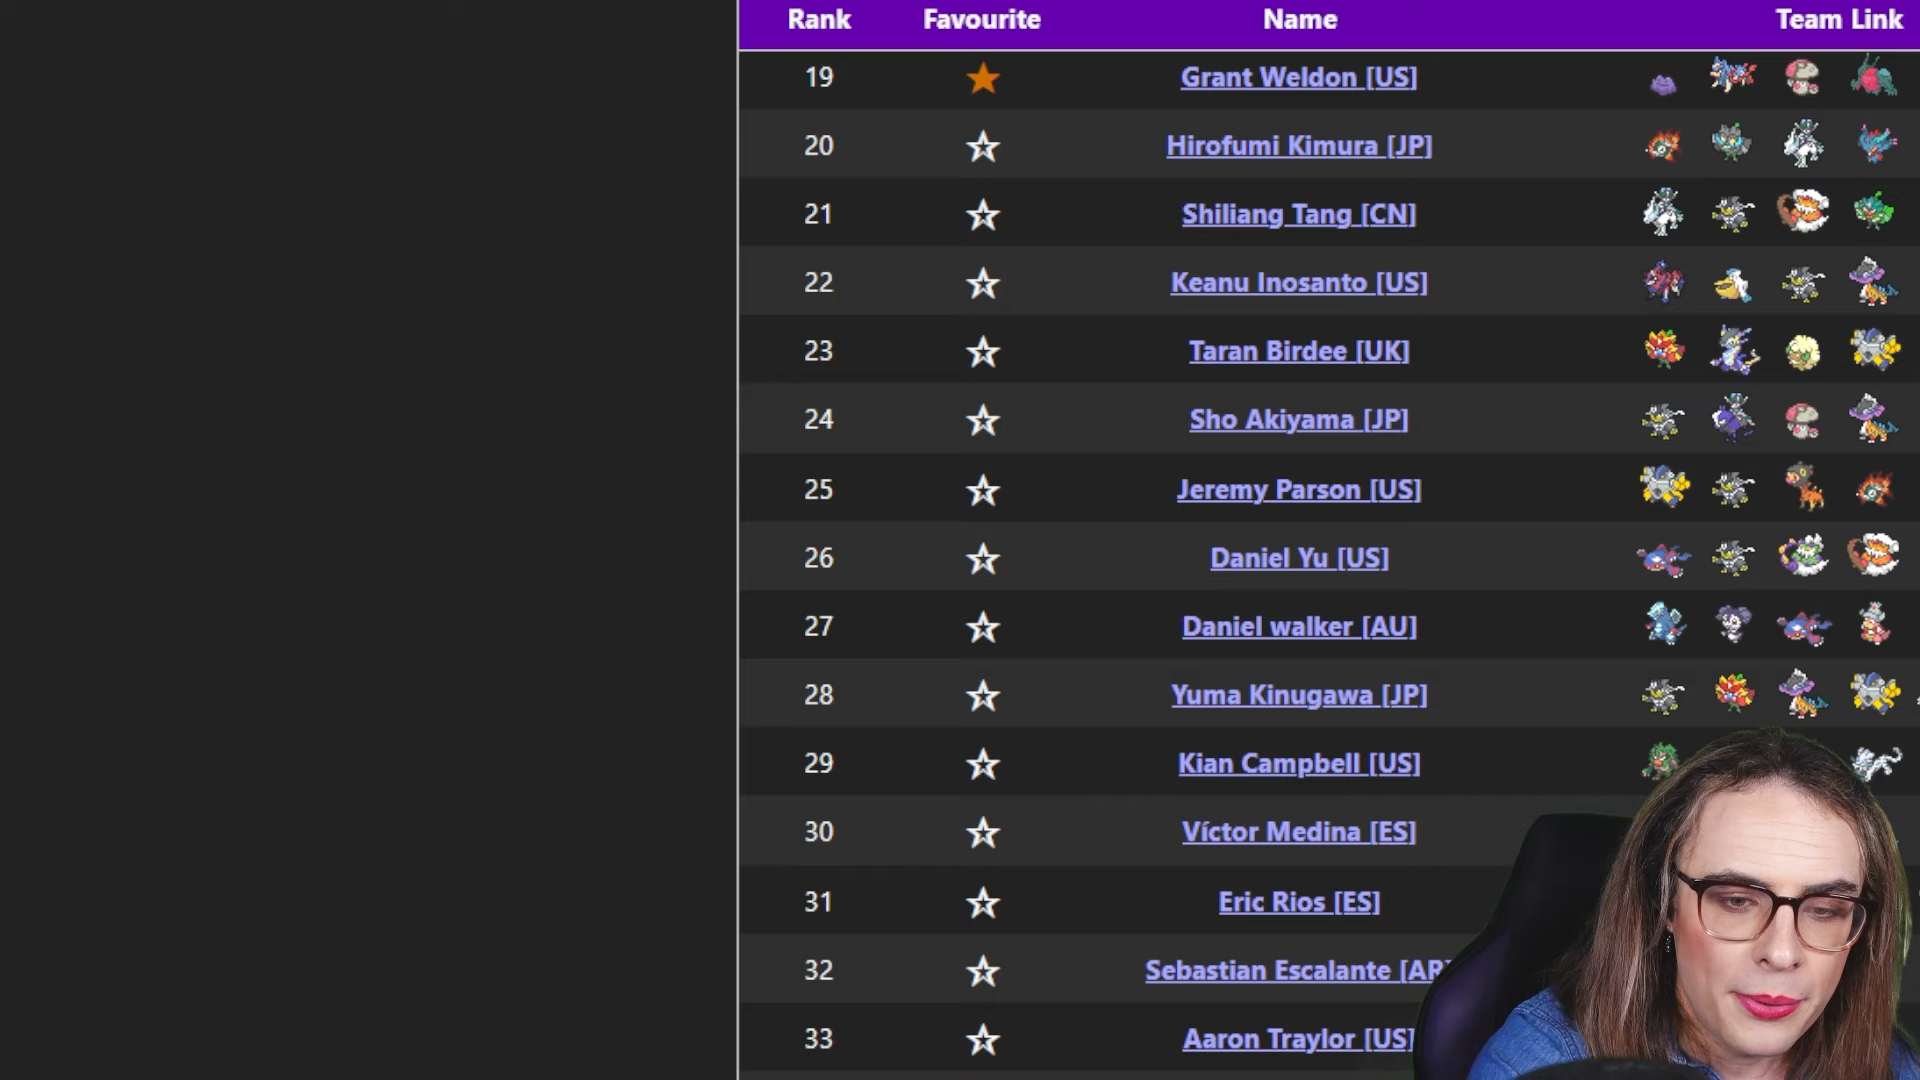 Rank Favourite Name Team Link
19 Grant Weldon [US]
20 Hirofumi Kimura [JP]
21 Shiliang Tang [CN]
22 Keanu Inosanto [US]
23 Taran Birdee [UK]
24 Sho Akiyama [JP]
25 Jeremy Parson [US]
26 Daniel Yu [US]
27 Daniel walker [AU]
28 Yuma Kinugawa [JP]
29 Kian Campbell [US]
30 Víctor Medina [ES]
31 Eric Rios [ES]
32 Sebastian Escalante [AR]
33 Aaron Traylor [US]